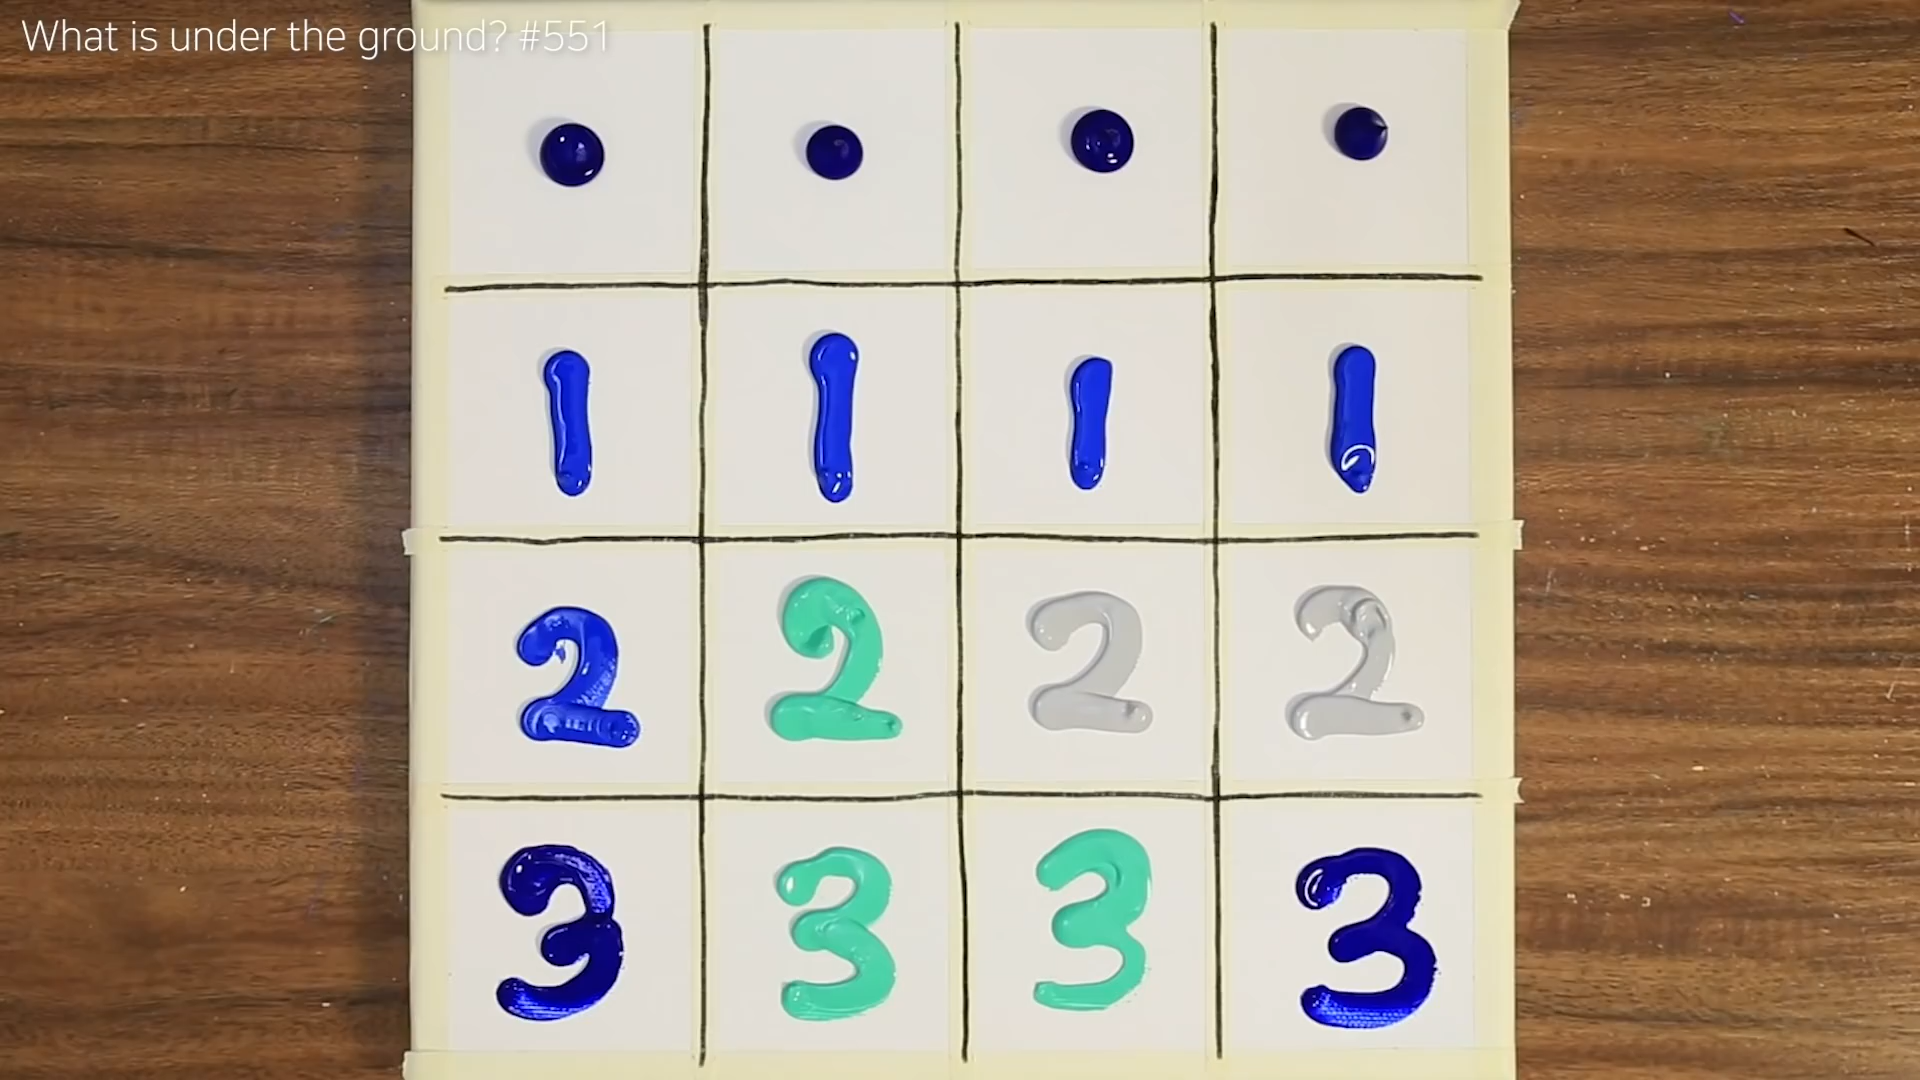 What is under the ground? #551
1 1 1 1
2 2 2 2
3 3 3 3